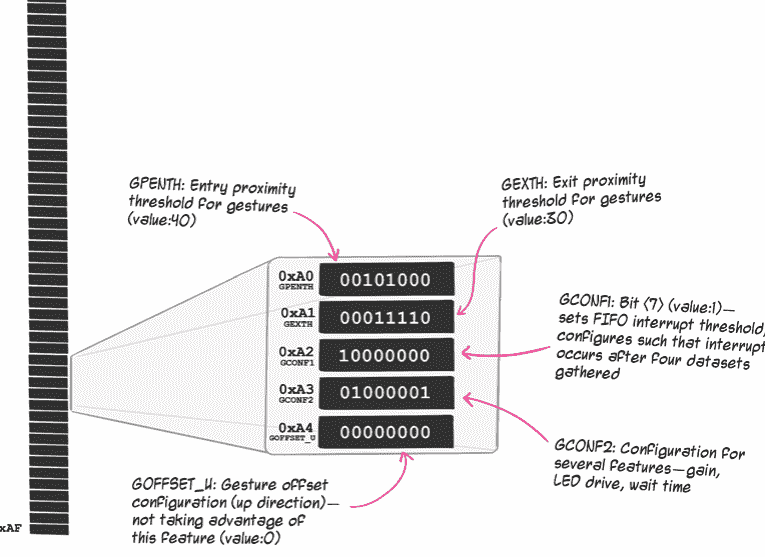 GPENTH: Entry proximity
threshold for gestures
(value:40)
GEXTH: Exit proximity
threshold for gestures
(value:30)
0xA0
GPENTH
00101000
0xA1
GEXTH
00011110
0xA2
GCONF1
10000000
0xA3
GCONF2
01000001
0xA4
GOFFSET_U
00000000
GCONF1: Bit <7> (value:1)—
sets FIFO interrupt threshold,
configures such that interrupt
occurs after four datasets
gathered
GCONF2: Configuration for
several features—gain,
LED drive, wait time
GOFFSET_U: Gesture offset
configuration (up direction)—
not taking advantage of
this feature (value:0)
xAF